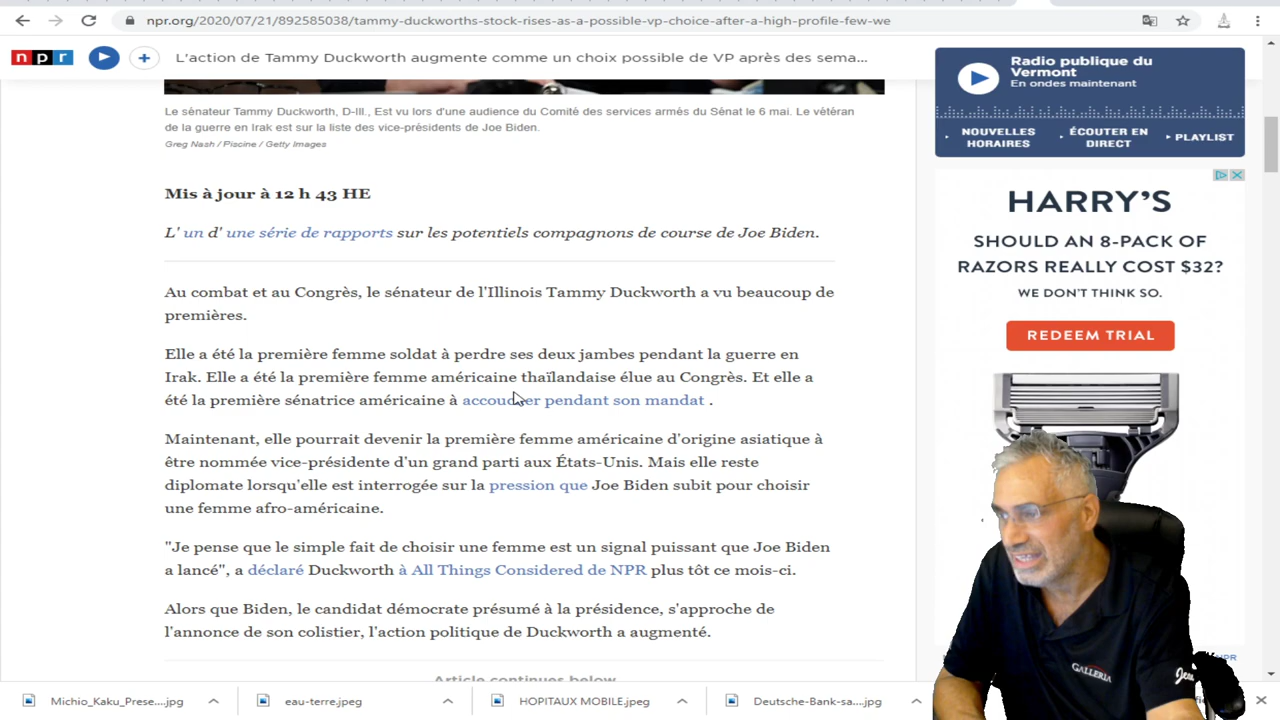 npr.org/2020/07/21/892585038/tammy-duckworths-stock-rises-as-a-possible-vp-choice-after-a-high-profile-few-we
npr
L'action de Tammy Duckworth augmente comme un choix possible de VP après des sema...
Le sénateur Tammy Duckworth, D-Ill., Est vu lors d'une audience du Comité des services armés du Sénat le 6 mai. Le vétéran
de la guerre en Irak est sur la liste des vice-présidents de Joe Biden.
Greg Nash / Piscine / Getty Images
Mis à jour à 12 h 43 HE
L' un d' une série de rapports sur les potentiels compagnons de course de Joe Biden.
Au combat et au Congrès, le sénateur de l'Illinois Tammy Duckworth a vu beaucoup de
premières.
Elle a été la première femme soldat à perdre ses deux jambes pendant la guerre en
Irak. Elle a été la première femme américaine thaïlandaise élue au Congrès. Et elle a
été la première sénatrice américaine à accoucher pendant son mandat .
Maintenant, elle pourrait devenir la première femme américaine d'origine asiatique à
être nommée vice-présidente d'un grand parti aux États-Unis. Mais elle reste
diplomate lorsqu'elle est interrogée sur la pression que Joe Biden subit pour choisir
une femme afro-américaine.
"Je pense que le simple fait de choisir une femme est un signal puissant que Joe Biden
a lancé", a déclaré Duckworth à All Things Considered de NPR plus tôt ce mois-ci.
Alors que Biden, le candidat démocrate présumé à la présidence, s'approche de
l'annonce de son colistier, l'action politique de Duckworth a augmenté.
Article continues below
Radio publique du
Vermont
En ondes maintenant
NOUVELLES
HORAIRES
ÉCOUTER EN
DIRECT
PLAYLIST
HARRY'S
SHOULD AN 8-PACK OF
RAZORS REALLY COST $32?
WE DON'T THINK SO.
REDEEM TRIAL
NPR
GALLERIA
Michio_Kaku_Prese....jpg
eau-terre.jpeg
HOPITAUX MOBILE.jpeg
Deutsche-Bank-sa....jpg